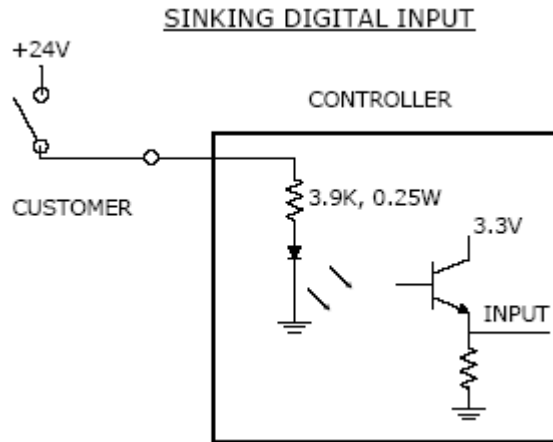 SINKING DIGITAL INPUT
+24V
CONTROLLER
CUSTOMER
3.9K, 0.25W
3.3V
INPUT